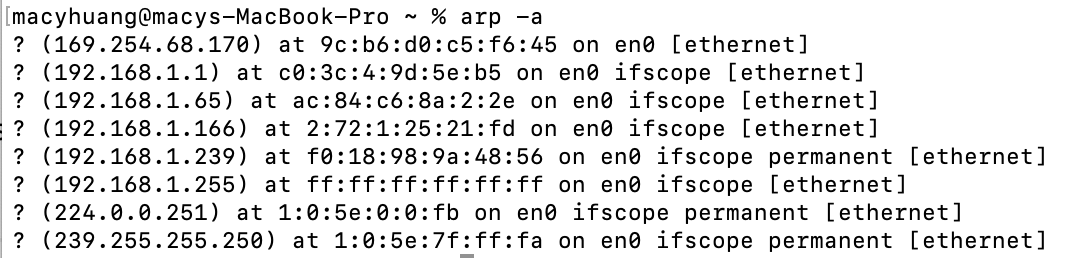 [macyhuang@macys-MacBook-Pro ~ % arp -a
? (169.254.68.170) at 9c:b6:d0:c5:f6:45 on en0 [ethernet]
? (192.168.1.1) at c0:3c:4:9d:5e:b5 on en0 ifscope [ethernet]
? (192.168.1.65) at ac:84:c6:8a:2:2e on en0 ifscope [ethernet]
? (192.168.1.166) at 2:72:1:25:21:fd on en0 ifscope [ethernet]
? (192.168.1.239) at f0:18:98:9a:48:56 on en0 ifscope permanent [ethernet]
? (192.168.1.255) at ff:ff:ff:ff:ff:ff on en0 ifscope [ethernet]
? (224.0.0.251) at 1:0:5e:0:0:fb on en0 ifscope permanent [ethernet]
? (239.255.255.250) at 1:0:5e:7f:ff:fa on en0 ifscope permanent [ethernet]